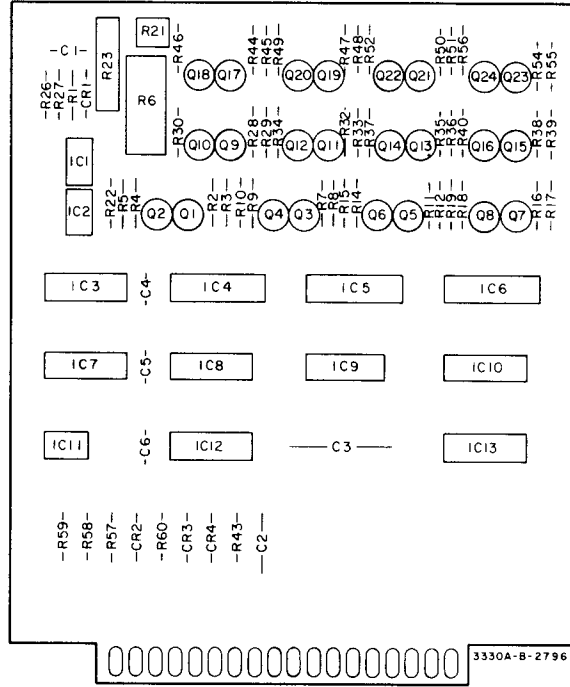 -C1-
R23
R21
-R46-
-R44-
-R45-
-R49-
-R47-
-R48-
-R52-
-R50-
-R51-
-R56-
-R54-
-R55-
-R26-
-R27-
-R1-
-CR1-
R6
Q18 Q17 Q20 Q19 Q22 Q21 Q24 Q23
-R30-
-R28-
-R29-
-R34-
-R32-
-R33-
-R37-
-R35-
-R36-
-R40-
-R38-
-R39-
IC1
Q10 Q9 Q12 Q11 Q14 Q13 Q16 Q15
IC2
-R22-
-R5-
-R4-
Q2 Q1
-R2-
-R3-
-R10-
-R9-
Q4 Q3
-R7-
-R8-
-R15-
-R14-
Q6 Q5
-R11-
-R12-
-R19-
-R18-
Q8 Q7
-R16-
-R17-
IC3 -C4- IC4 IC5 IC6
IC7 -C5- IC8 IC9 IC10
IC11 -C6- IC12 —C3— IC13
-R59-
-R58-
-R57-
-CR2-
-R60-
-CR3-
-CR4-
-R43-
—C2—
3330A-B-2796